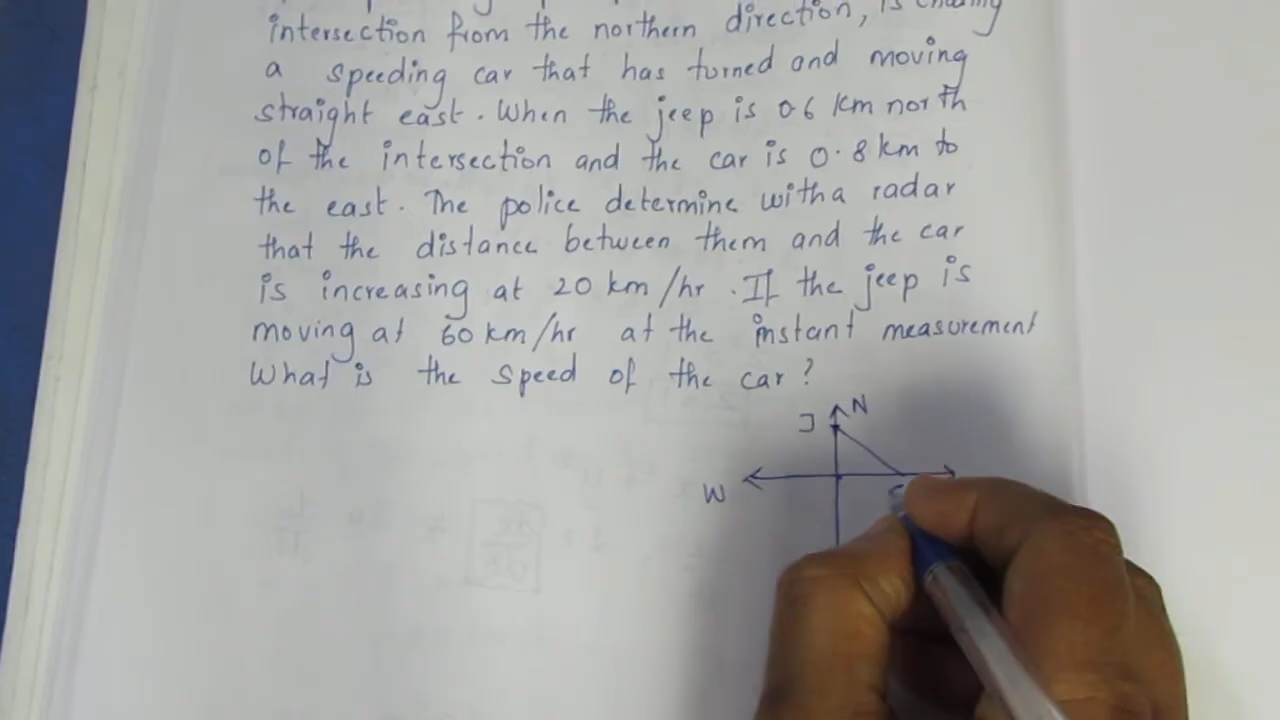 intersection from the northern direction, is chasing
a speeding car that has turned and moving
straight east. When the jeep is 0.6 km north
of the intersection and the car is 0.8 km to
the east. The police determine with a radar
that the distance between them and the car
is increasing at 20 km/hr. If the jeep is
moving at 60 km/hr at the instant measurement
What is the speed of the car?
N
J
W